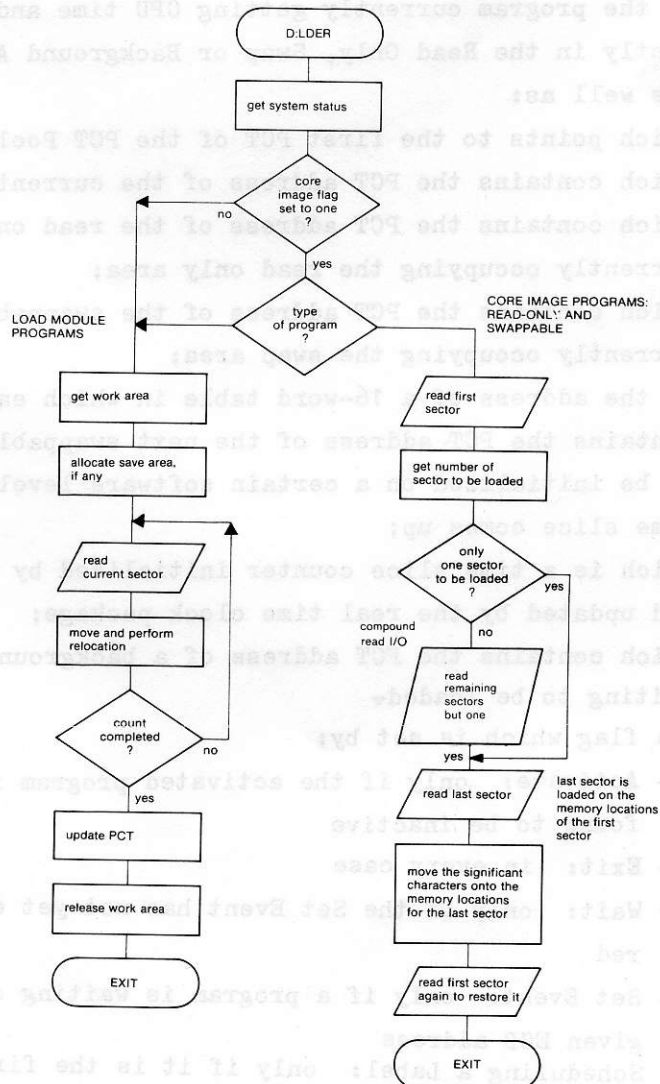 D:LDER
get system status
core
image flag
set to one
?
no
yes
type
of program
?
LOAD MODULE
PROGRAMS
CORE IMAGE PROGRAMS:
READ-ONLY AND
SWAPPABLE
get work area
allocate save area,
if any
read
current sector
move and perform
relocation
count
completed
?
no
yes
update PCT
release work area
EXIT
read first
sector
get number of
sector to be loaded
only
one sector
to be loaded
?
yes
no
compound
read I/O
read
remaining
sectors
but one
yes
read last sector
last sector is
loaded on the
memory locations
of the first
sector
move the significant
characters onto the
memory locations
for the last sector
read first sector
again to restore it
EXIT